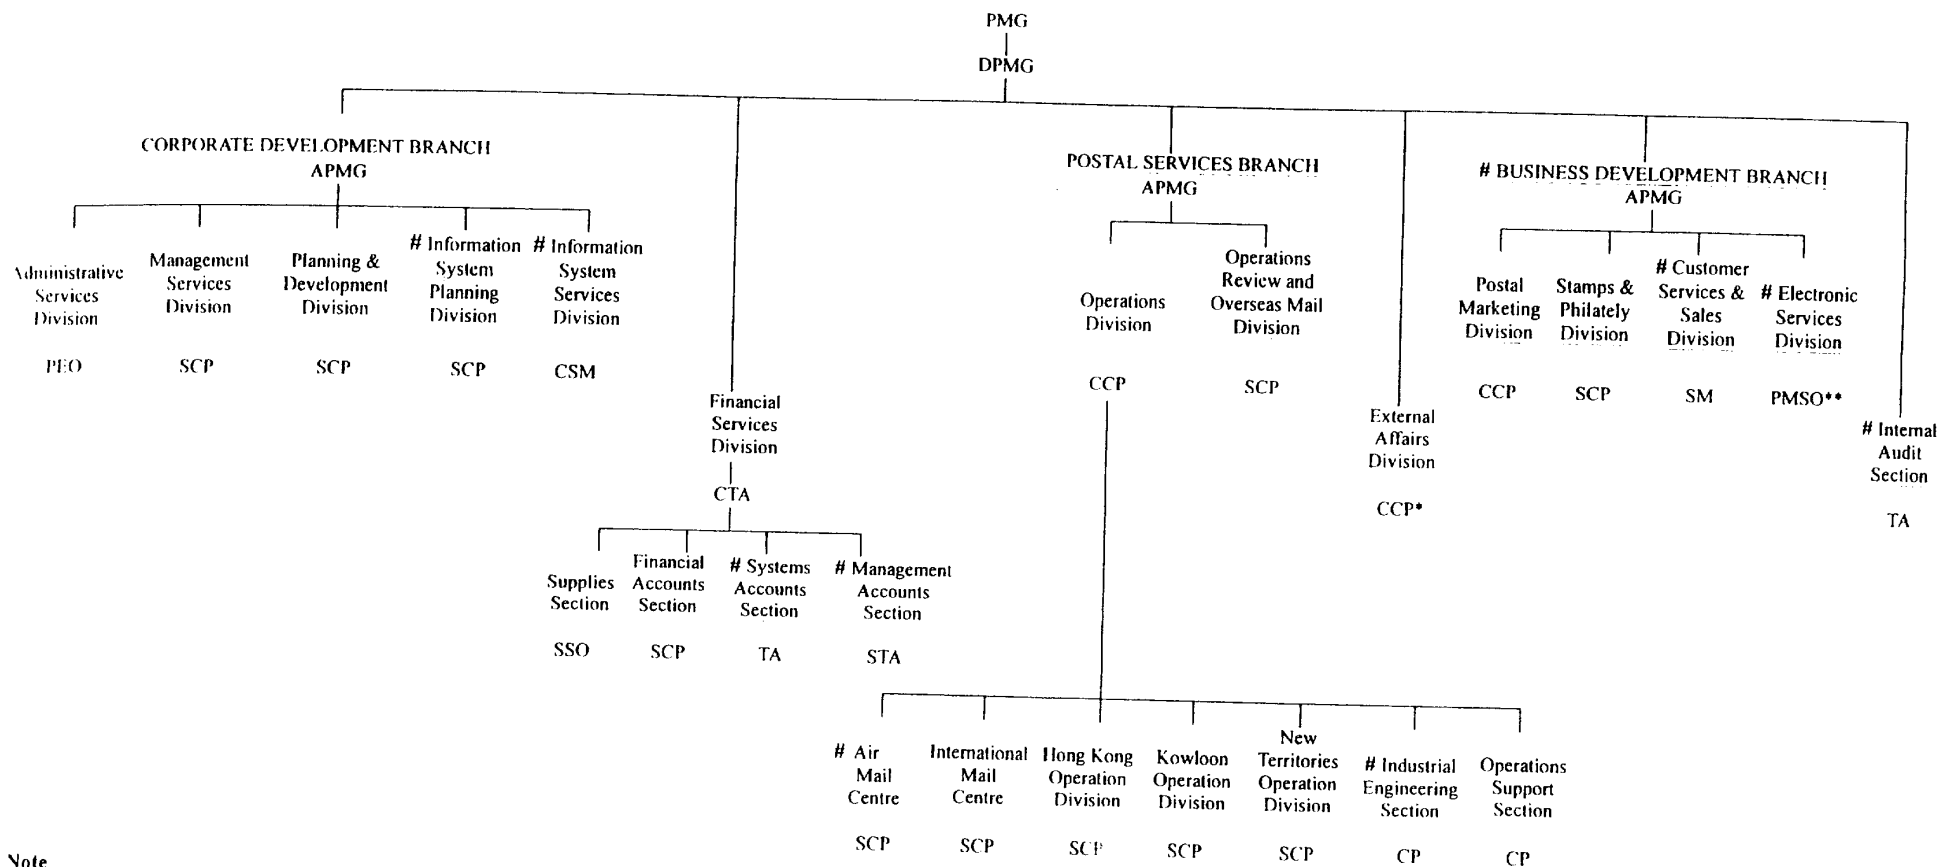 PMG
DPMG
CORPORATE DEVELOPMENT BRANCH
APMG
Administrative
Services
Division
PEO
Management
Services
Division
SCP
Planning &
Development
Division
SCP
# Information
System
Planning
Division
SCP
# Information
System
Services
Division
CSM
Financial
Services
Division
CTA
Supplies
Section
SSO
Financial
Accounts
Section
SCP
# Systems
Accounts
Section
TA
# Management
Accounts
Section
STA
POSTAL SERVICES BRANCH
APMG
Operations
Division
CCP
Operations
Review and
Overseas Mail
Division
SCP
# Air
Mail
Centre
SCP
International
Mail
Centre
SCP
Hong Kong
Operation
Division
SCP
Kowloon
Operation
Division
SCP
New
Territories
Operation
Division
SCP
# Industrial
Engineering
Section
CP
Operations
Support
Section
CP
External
Affairs
Division
CCP*
# BUSINESS DEVELOPMENT BRANCH
APMG
Postal
Marketing
Division
CCP
Stamps &
Philately
Division
SCP
# Customer
Services &
Sales
Division
SM
# Electronic
Services
Division
PMSO**
# Internal
Audit
Section
TA
Note